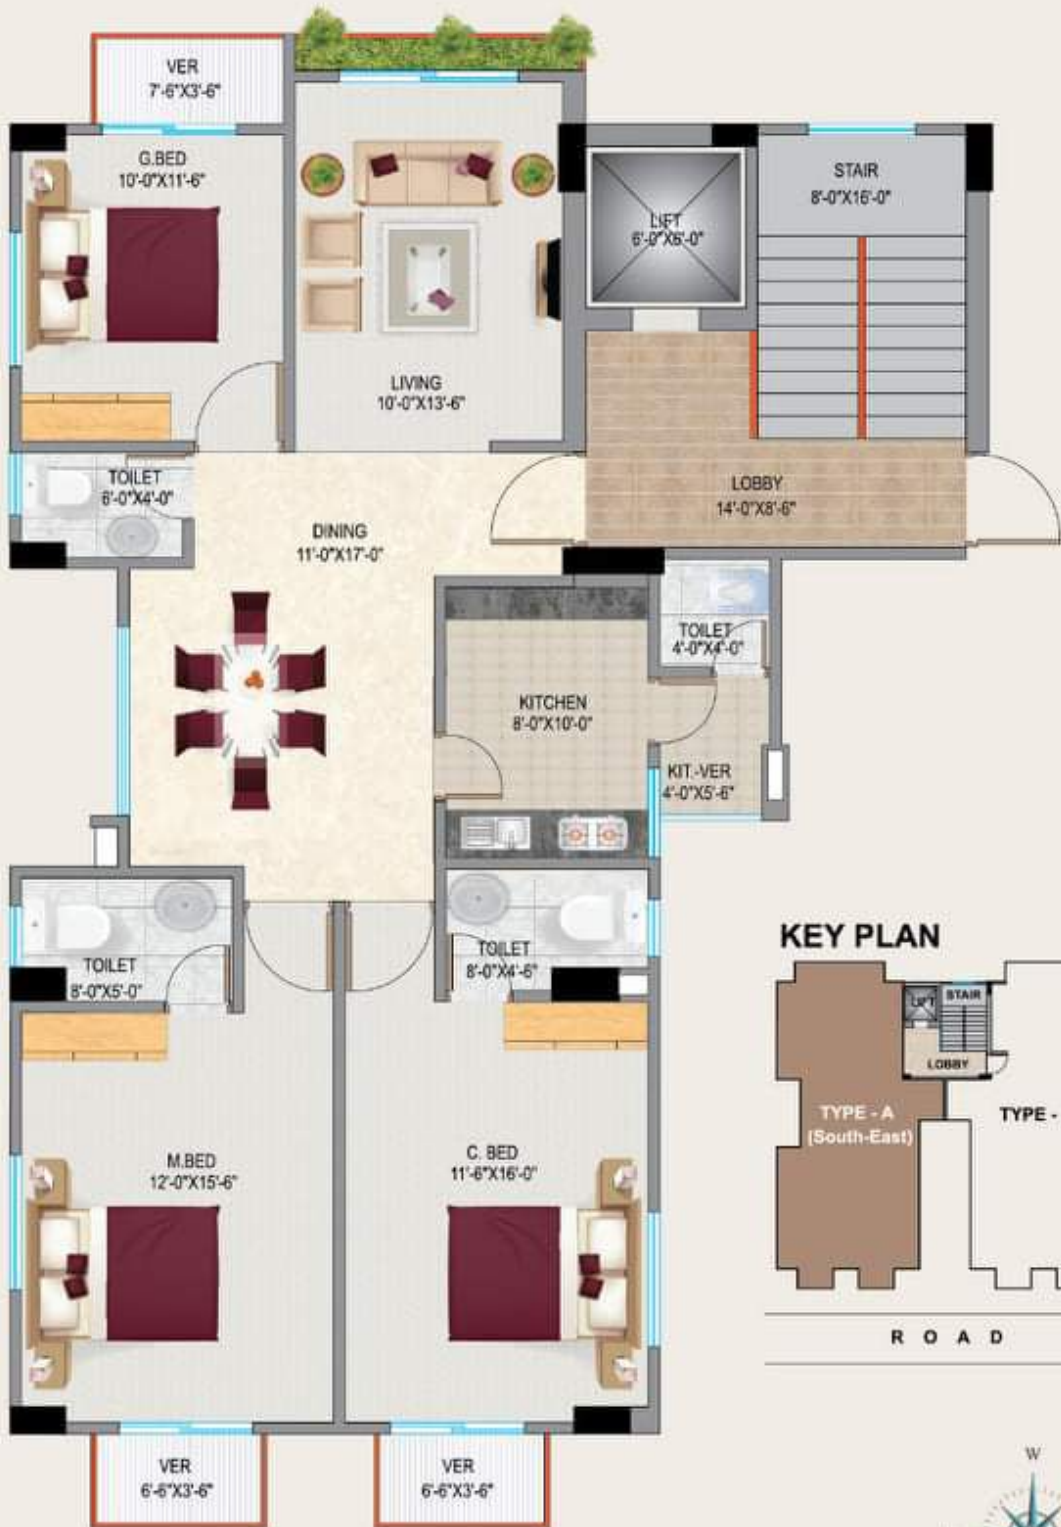 VER
7'-6"X3'-6"
G.BED
10'-0"X11'-6"
LIVING
10'-0"X13'-6"
LIFT
6'-0"X6'-0"
STAIR
8'-0"X16'-0"
TOILET
6'-0"X4'-0"
DINING
11'-0"X17'-0"
LOBBY
14'-0"X8'-6"
TOILET
4'-0"X4'-0"
KITCHEN
8'-0"X10'-0"
KIT.-VER
4'-0"X5'-6"
TOILET
8'-0"X5'-0"
TOILET
8'-0"X4'-6"
M.BED
12'-0"X15'-6"
C. BED
11'-6"X16'-0"
VER
6'-6"X3'-6"
VER
6'-6"X3'-6"
KEY PLAN
LIFT
STAIR
LOBBY
TYPE - A
(South-East)
TYPE -
ROAD
W